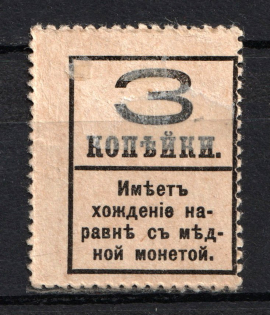 3
КОПѢЙКИ.
Имѣетъ
хожденіе на-
равнѣ съ мѣд-
ной монетой.